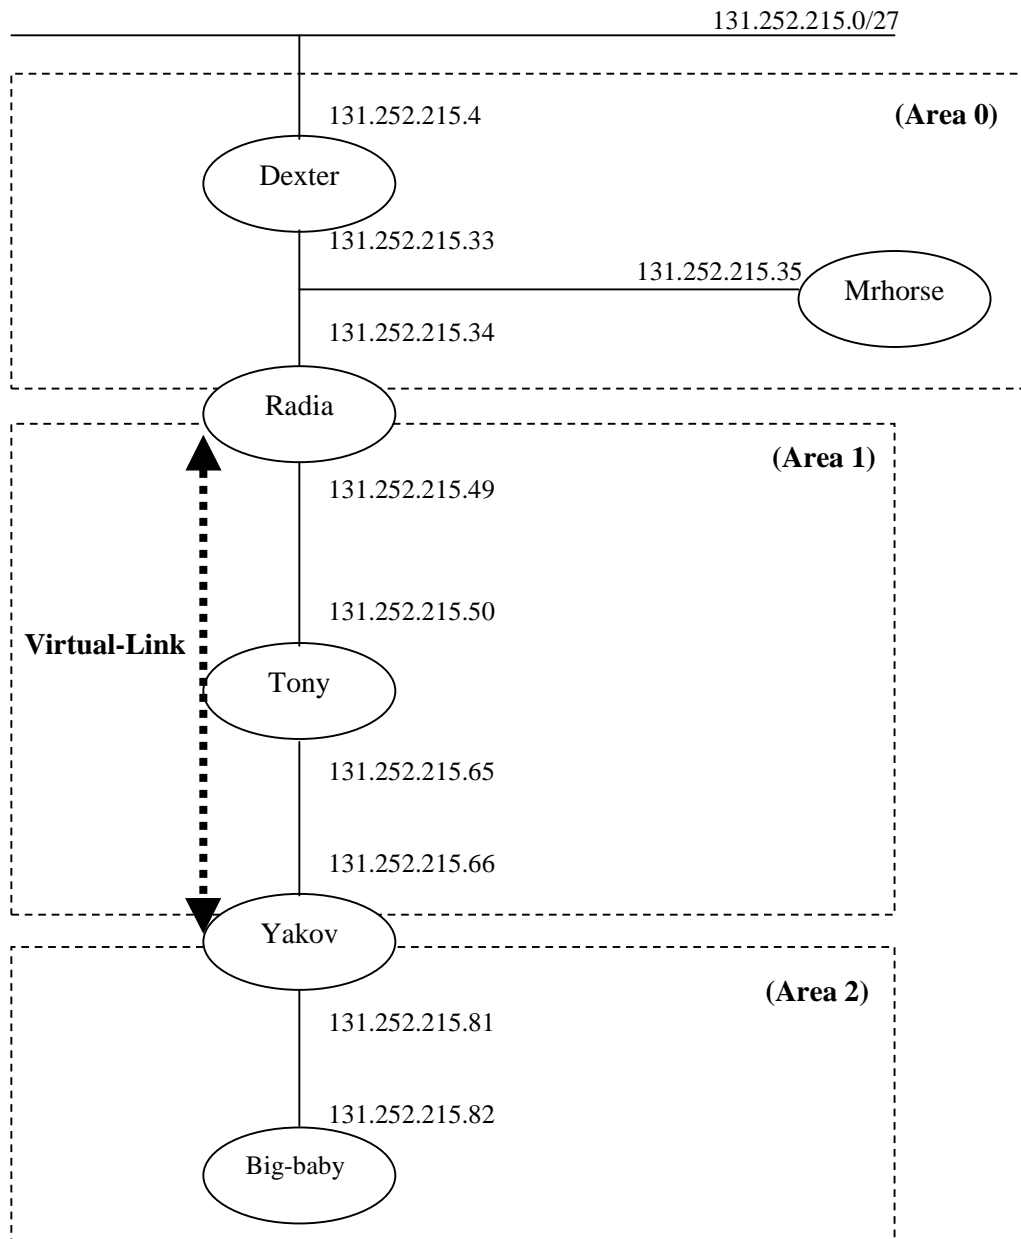 131.252.215.0/27
131.252.215.4
(Area 0)
Dexter
131.252.215.33
131.252.215.35
Mrhorse
131.252.215.34
Radia
(Area 1)
131.252.215.49
131.252.215.50
Virtual-Link
Tony
131.252.215.65
131.252.215.66
Yakov
(Area 2)
131.252.215.81
131.252.215.82
Big-baby